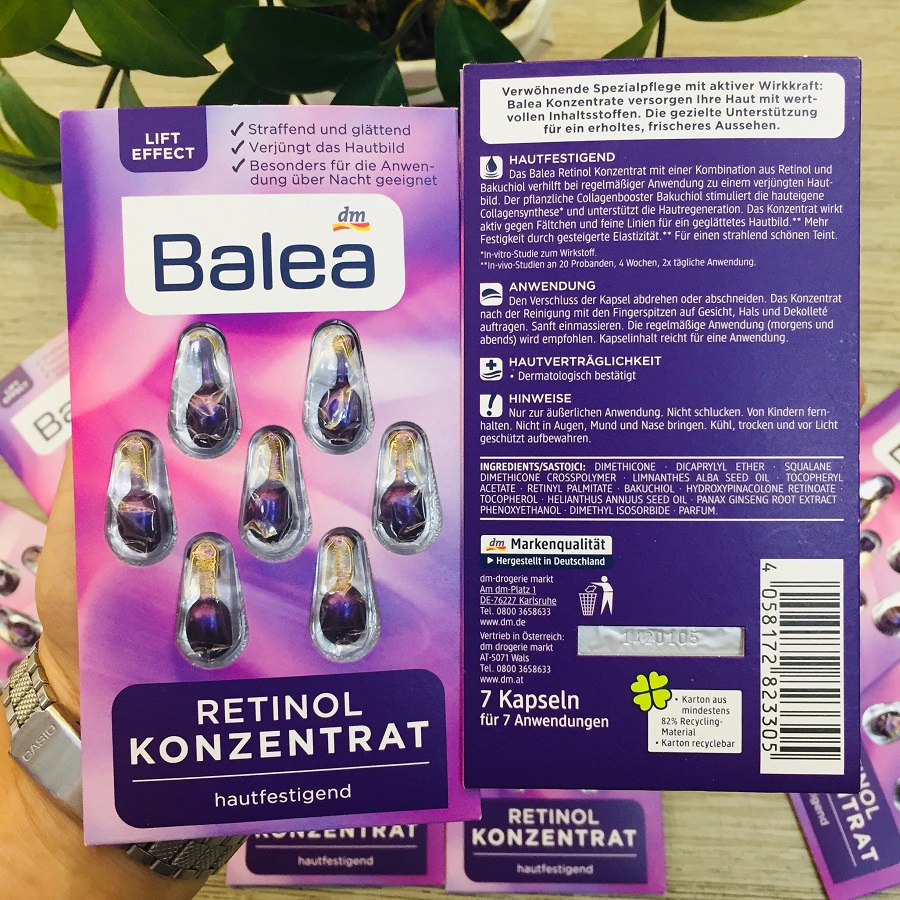 LIFT
EFFECT
✓ Straffend und glättend
✓ Verjüngt das Hautbild
✓ Besonders für die Anwen-
dung über Nacht geeignet
dm
Balea
RETINOL
KONZENTRAT
hautfestigend
Verwöhnende Spezialpflege mit aktiver Wirkkraft:
Balea Konzentrate versorgen Ihre Haut mit wert-
vollen Inhaltsstoffen. Die gezielte Unterstützung
für ein erholtes, frischeres Aussehen.
HAUTFESTIGEND
Das Balea Retinol Konzentrat mit einer Kombination aus Retinol und
Bakuchiol verhilft bei regelmäßiger Anwendung zu einem verjüngten Haut-
bild. Der pflanzliche Collagenbooster Bakuchiol stimuliert die hauteigene
Collagensynthese* und unterstützt die Hautregeneration. Das Konzentrat wirkt
aktiv gegen Fältchen und feine Linien für ein geglättetes Hautbild.** Mehr
Festigkeit durch gesteigerte Elastizität.** Für einen strahlend schönen Teint.
*In-vitro-Studie zum Wirkstoff.
**In-vivo-Studien an 20 Probanden, 4 Wochen, 2x tägliche Anwendung.
ANWENDUNG
Den Verschluss der Kapsel abdrehen oder abschneiden. Das Konzentrat
nach der Reinigung mit den Fingerspitzen auf Gesicht, Hals und Dekolleté
auftragen. Sanft einmassieren. Die regelmäßige Anwendung (morgens und
abends) wird empfohlen. Kapselinhalt reicht für eine Anwendung.
HAUTVERTRÄGLICHKEIT
• Dermatologisch bestätigt
HINWEISE
Nur zur äußerlichen Anwendung. Nicht schlucken. Von Kindern fern-
halten. Nicht in Augen, Mund und Nase bringen. Kühl, trocken und vor Licht
geschützt aufbewahren.
INGREDIENTS/SASTOJCI: DIMETHICONE · DICAPRYLYL ETHER · SQUALANE ·
DIMETHICONE CROSSPOLYMER · LIMNANTHES ALBA SEED OIL · TOCOPHERYL
ACETATE · RETINYL PALMITATE · BAKUCHIOL · HYDROXYPINACOLONE RETINOATE ·
TOCOPHEROL · HELIANTHUS ANNUUS SEED OIL · PANAX GINSENG ROOT EXTRACT ·
PHENOXYETHANOL · DIMETHYL ISOSORBIDE · PARFUM.
dm Markenqualität
▶ Hergestellt in Deutschland
dm-drogerie markt
Am dm-Platz 1
DE-76227 Karlsruhe
Tel. 0800 3658633
www.dm.de
Vertrieb in Österreich:
dm drogerie markt
AT-5071 Wals
Tel. 0800 3658633
www.dm.at
1420105
7 Kapseln
für 7 Anwendungen
• Karton aus
mindestens
82% Recycling-
Material
• Karton recyclebar
4 058172 823305
CASIO
LIFT
EFFECT
Ba
KONZENTRAT
hautfestigend
RETINOL
KONZENTRAT
hautfestigend